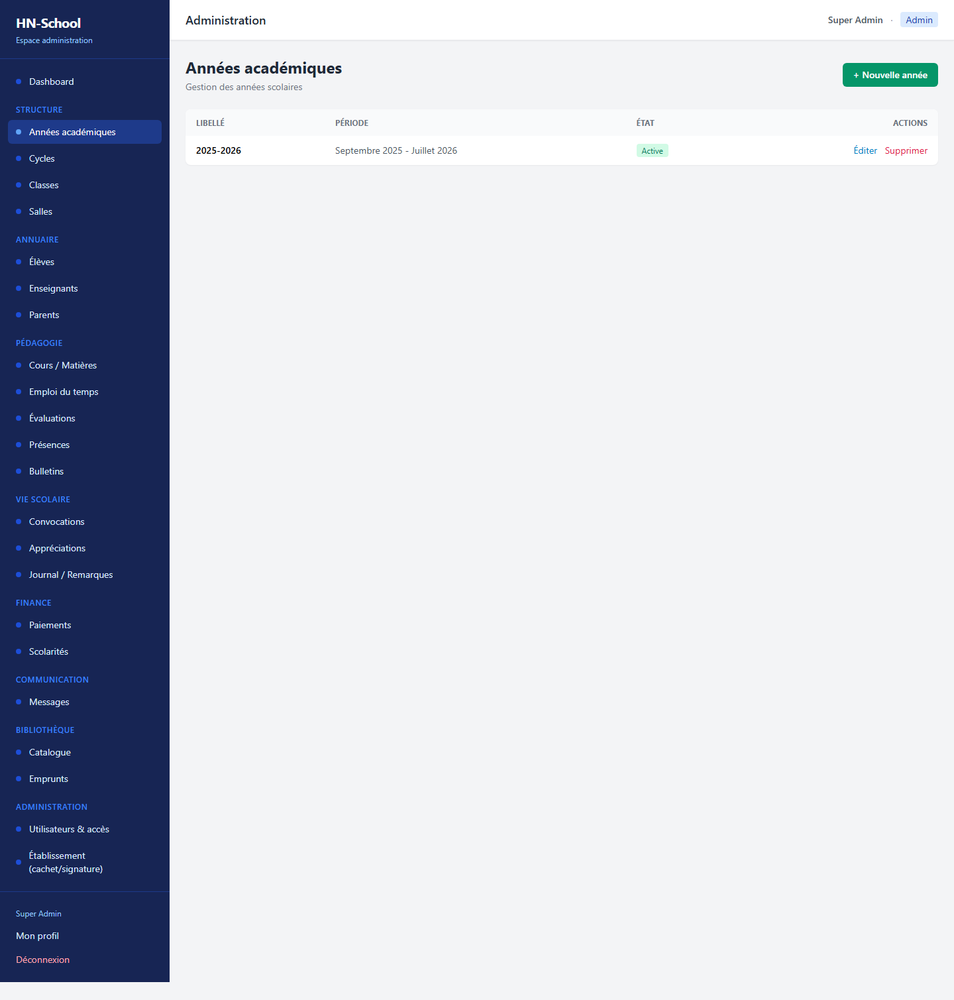 HN-School
Espace administration
Dashboard
STRUCTURE
Années académiques
Cycles
Classes
Salles
ANNUAIRE
Élèves
Enseignants
Parents
PÉDAGOGIE
Cours / Matières
Emploi du temps
Évaluations
Présences
Bulletins
VIE SCOLAIRE
Convocations
Appréciations
Journal / Remarques
FINANCE
Paiements
Scolarités
COMMUNICATION
Messages
BIBLIOTHÈQUE
Catalogue
Emprunts
ADMINISTRATION
Utilisateurs & accès
Établissement
(cachet/signature)
Super Admin
Mon profil
Déconnexion
Administration
Super Admin · Admin
Années académiques
Gestion des années scolaires
+ Nouvelle année
LIBELLÉ PÉRIODE ÉTAT ACTIONS
2025-2026 Septembre 2025 - Juillet 2026 Active Éditer Supprimer